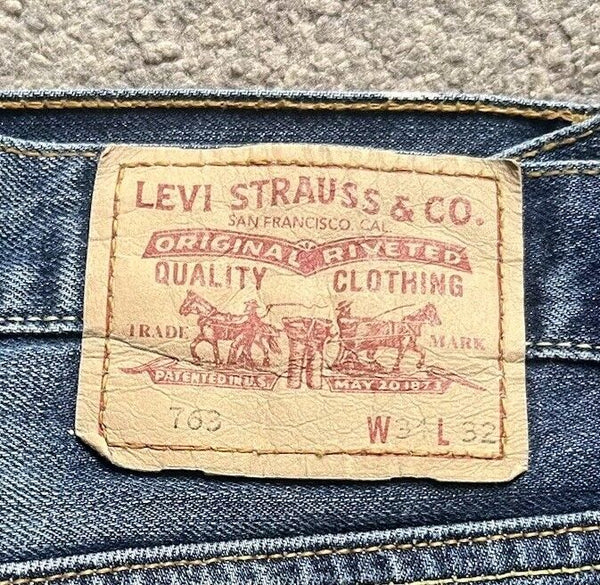 LEVI STRAUSS & CO.
SAN FRANCISCO, CAL.
ORIGINAL RIVETED
QUALITY CLOTHING
TRADE MARK
PATENTED IN U.S. MAY 20 1873
763 W 34 L 32